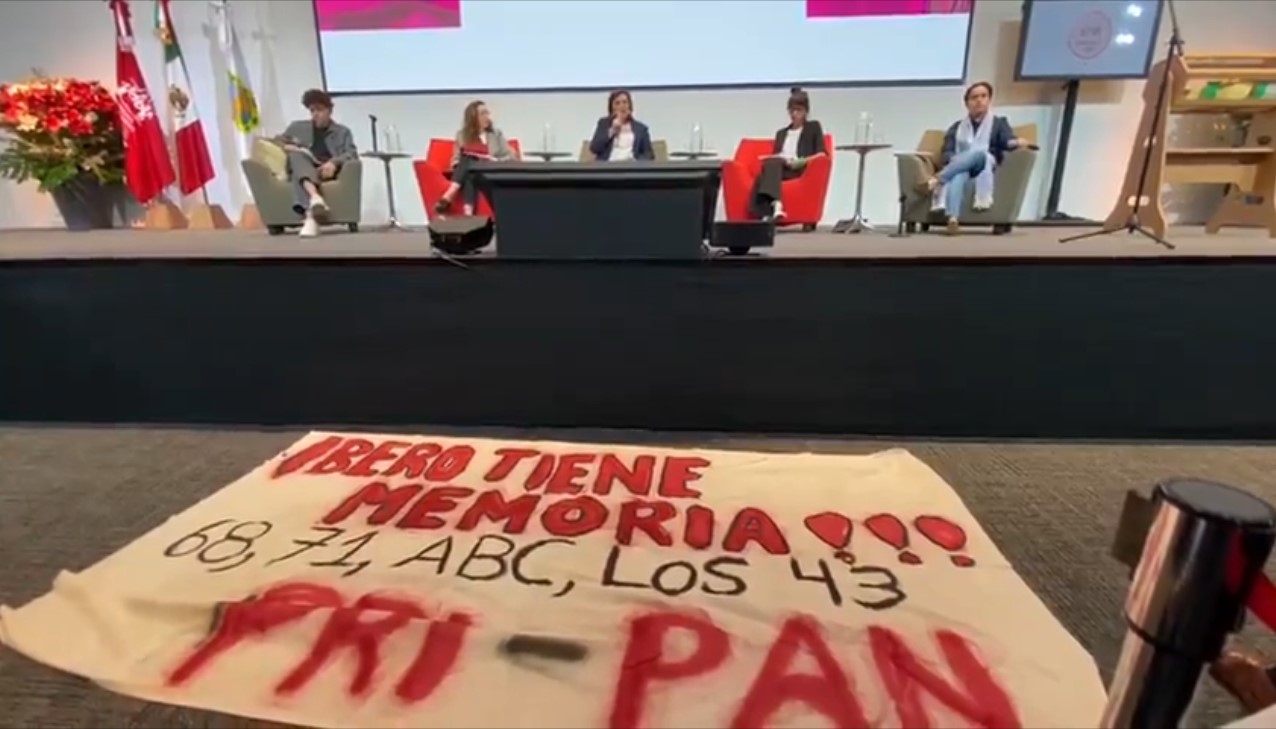 IBERO TIENE
MEMORIA!!!
68, 71, ABC, LOS 43
PRI - PAN